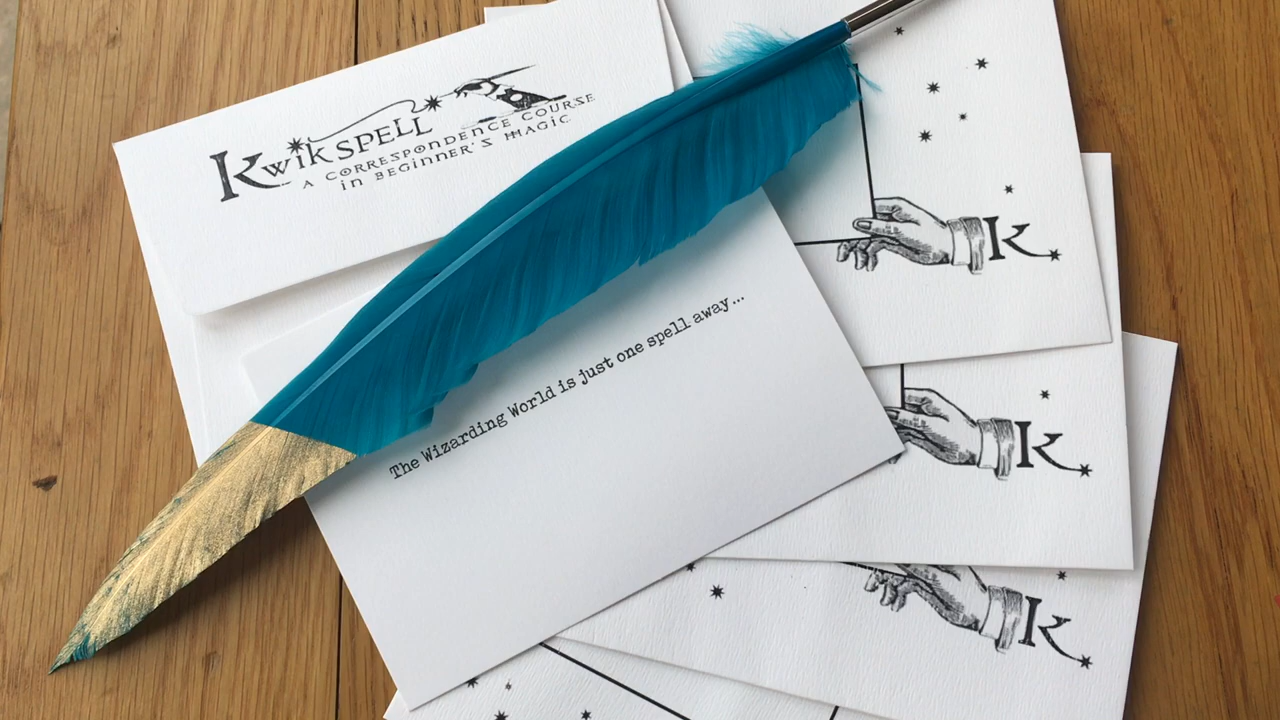 Kwikspell
A CORRESPONDENCE COURSE
in BEGINNER'S MAGIC
The Wizarding World is just one spell away...
K
K
K